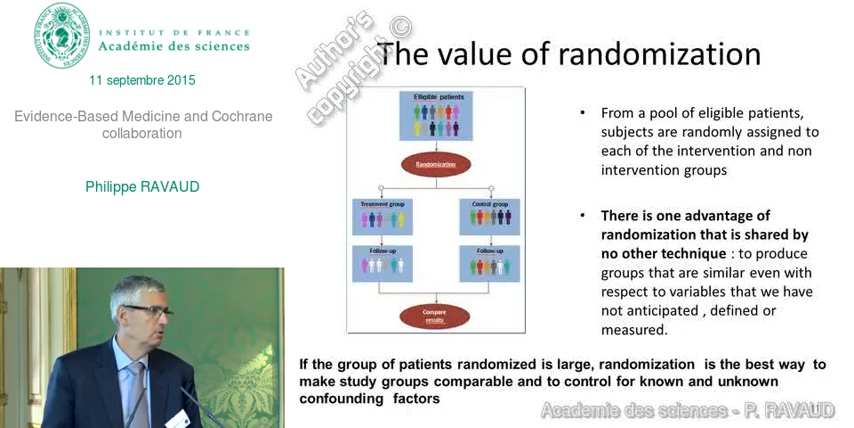 INSTITUT DE FRANCE
Académie des sciences
11 septembre 2015
Evidence-Based Medicine and Cochrane
collaboration
Philippe RAVAUD
Author's
copyright ©
The value of randomization
Elligible patients
Randomization
Treatment group
Control group
Follow-up
Follow-up
Compare
results
• From a pool of eligible patients,
subjects are randomly assigned to
each of the intervention and non
intervention groups
• There is one advantage of
randomization that is shared by
no other technique : to produce
groups that are similar even with
respect to variables that we have
not anticipated , defined or
measured.
If the group of patients randomized is large, randomization is the best way to
make study groups comparable and to control for known and unknown
confounding factors
Academie des sciences - P. RAVAUD